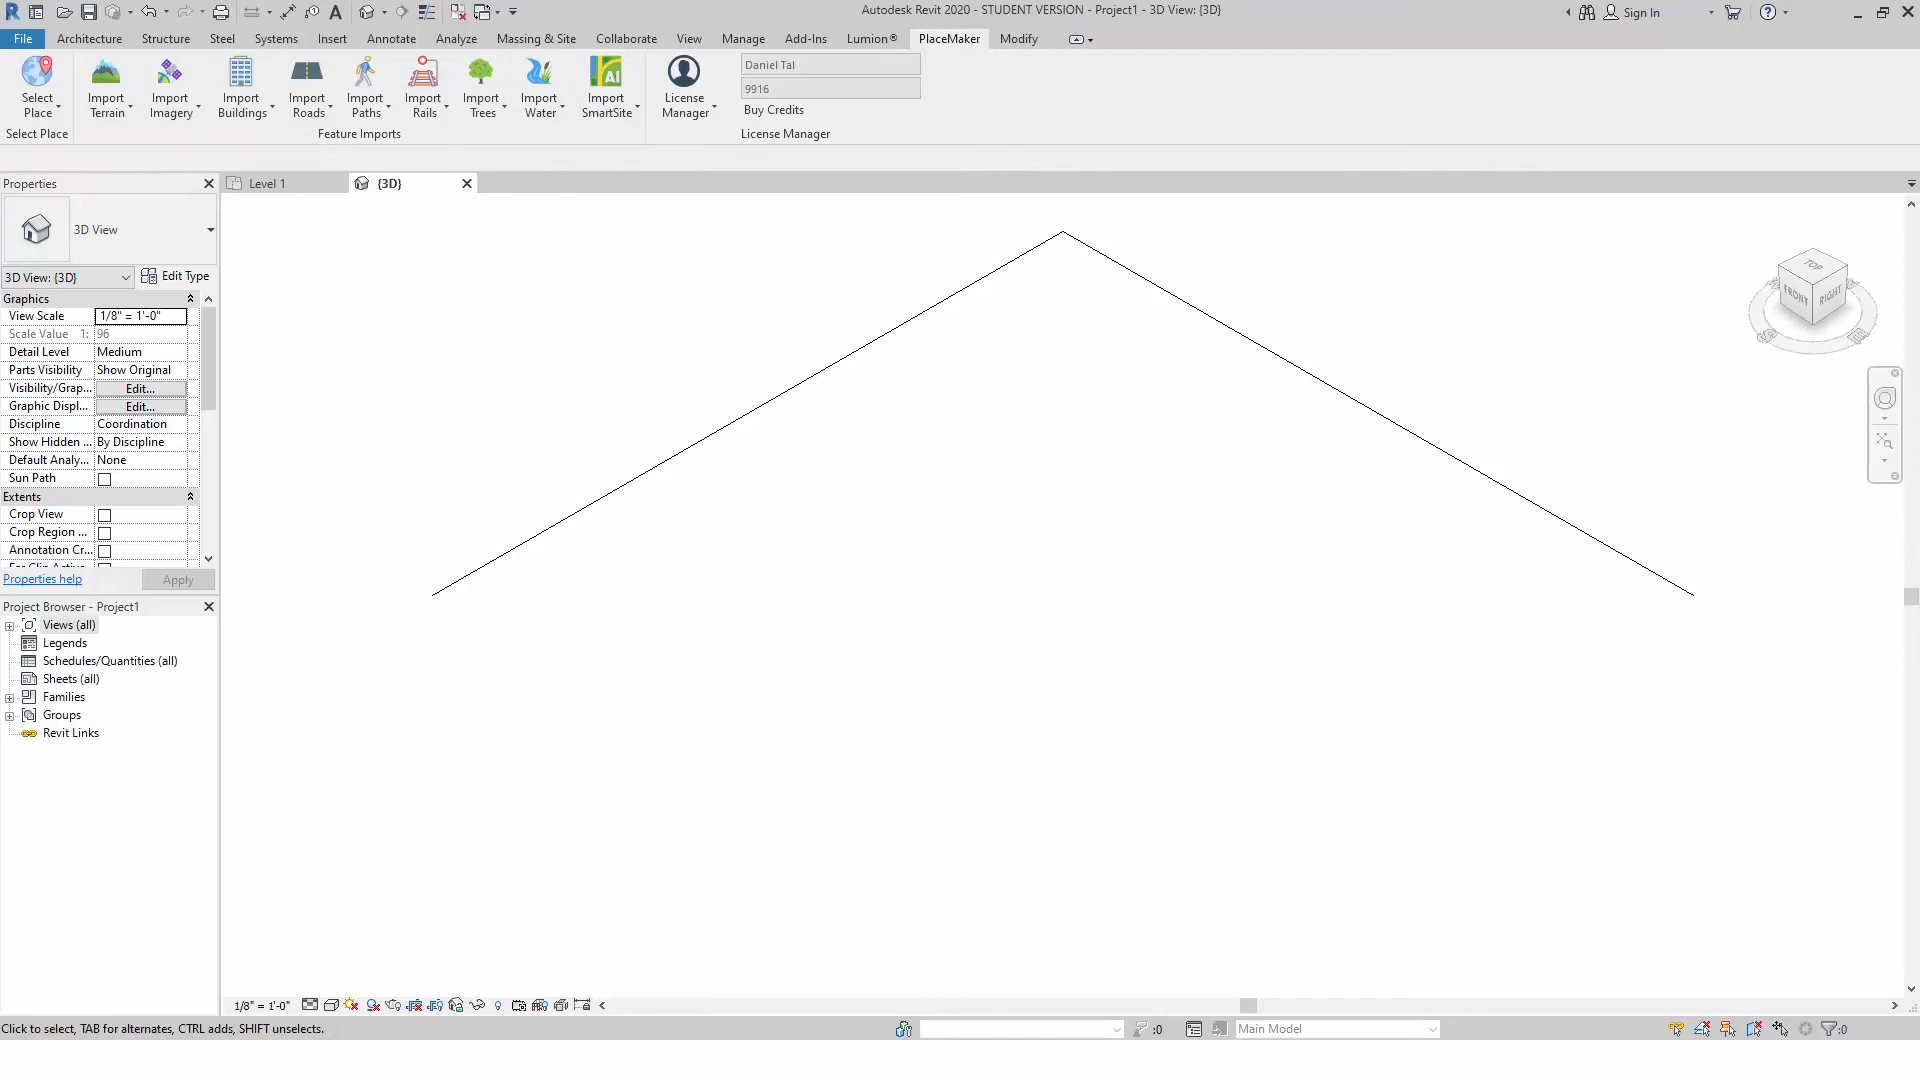 Autodesk Revit 2020 - STUDENT VERSION - Project1 - 3D View: {3D}
Sign In
File Architecture Structure Steel Systems Insert Annotate Analyze Massing & Site Collaborate View Manage Add-Ins Lumion® PlaceMaker Modify
Select Place
Import Terrain
Import Imagery
Import Buildings
Import Roads
Import Paths
Import Rails
Import Trees
Import Water
AI
Import SmartSite
License Manager
Daniel Tal
9916
Buy Credits
Select Place
Feature Imports
License Manager
Properties
Level 1
{3D}
3D View
3D View: {3D}
Edit Type
Graphics
View Scale 1/8" = 1'-0"
Scale Value 1: 96
Detail Level Medium
Parts Visibility Show Original
Visibility/Grap... Edit...
Graphic Displ... Edit...
Discipline Coordination
Show Hidden ... By Discipline
Default Analy... None
Sun Path
Extents
Crop View
Crop Region ...
Annotation Cr...
Properties help
Apply
Project Browser - Project1
Views (all)
Legends
Schedules/Quantities (all)
Sheets (all)
Families
Groups
Revit Links
TOP
FRONT
RIGHT
S
E
1/8" = 1'-0"
Click to select, TAB for alternates, CTRL adds, SHIFT unselects.
:0
Main Model
:0